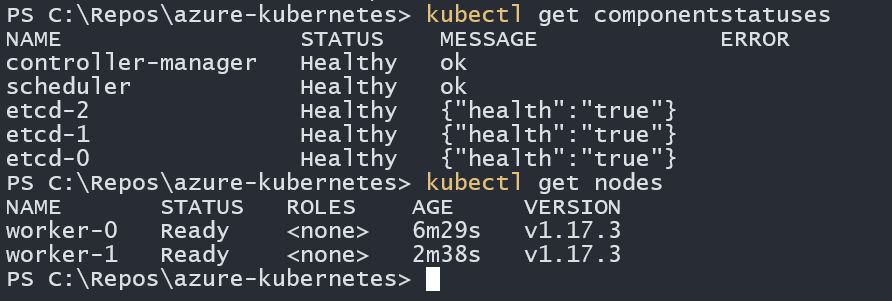 PS C:\Repos\azure-kubernetes> kubectl get componentstatuses
NAME                 STATUS    MESSAGE             ERROR
controller-manager   Healthy   ok
scheduler            Healthy   ok
etcd-2               Healthy   {"health":"true"}
etcd-1               Healthy   {"health":"true"}
etcd-0               Healthy   {"health":"true"}
PS C:\Repos\azure-kubernetes> kubectl get nodes
NAME       STATUS   ROLES    AGE     VERSION
worker-0   Ready    <none>   6m29s   v1.17.3
worker-1   Ready    <none>   2m38s   v1.17.3
PS C:\Repos\azure-kubernetes>